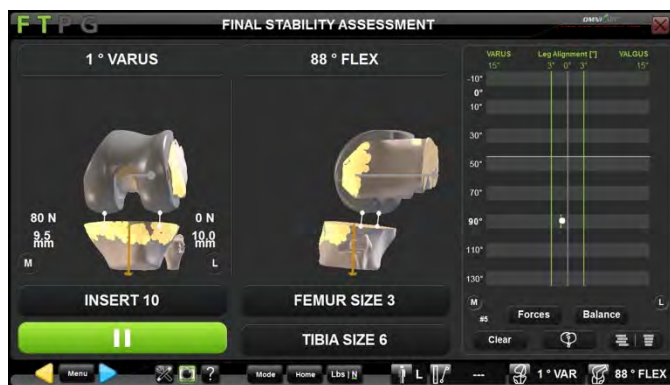 F T P G
FINAL STABILITY ASSESSMENT
1 ° VARUS
88 ° FLEX
VARUS Leg Alignment [°] VALGUS
15° 3° 0° 3° 15°
-10°
0°
10°
30°
50°
70°
90°
110°
130°
80 N
9.5
mm
0 N
10.0
mm
M
L
M
L
INSERT 10
FEMUR SIZE 3
TIBIA SIZE 6
#5
Forces
Balance
Clear
Menu
?
Mode
Home
Lbs | N
L
---
1 ° VAR
88 ° FLEX